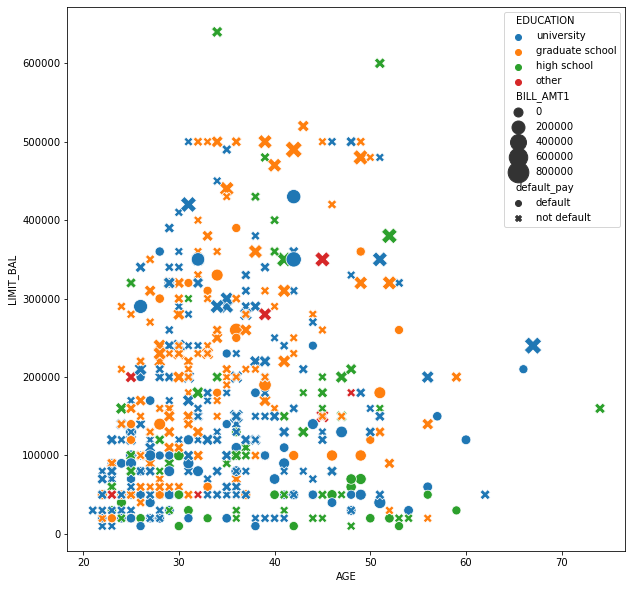 EDUCATION
university
graduate school
high school
other
BILL_AMT1
0
200000
400000
600000
800000
default_pay
default
not default
LIMIT_BAL
600000
500000
400000
300000
200000
100000
0
20 30 40 50 60 70
AGE